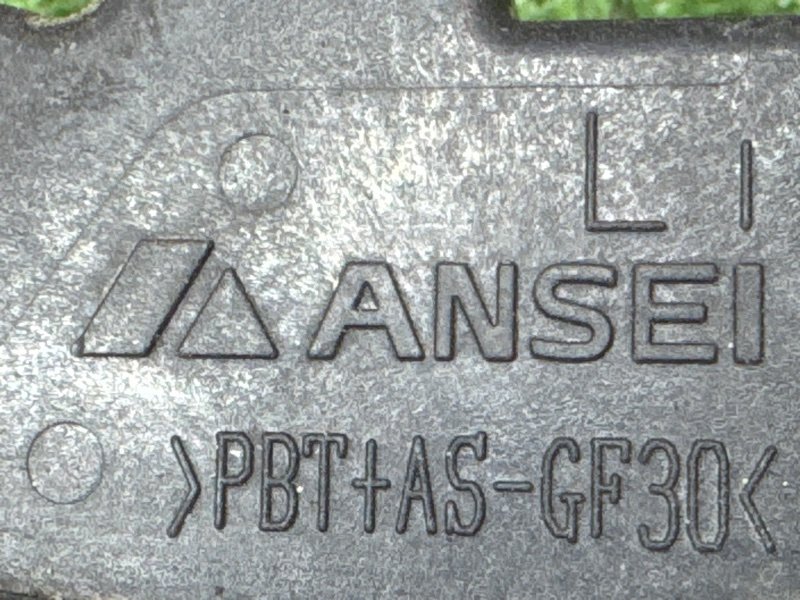 L I
ANSEI
>PBT+AS-GF30<